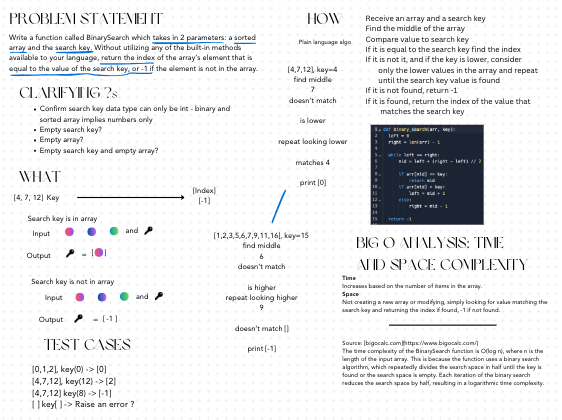 PROBLEM STATEMENT
Write a function called BinarySearch which takes in 2 parameters: a sorted
array and the search key. Without utilizing any of the built-in methods
available to your language, return the index of the array's element that is
equal to the value of the search key, or -1 if the element is not in the array.
CLARIFYING ?s
• Confirm search key data type can only be int - binary and
sorted array implies numbers only
• Empty search key?
• Empty array?
• Empty search key and empty array?
WHAT
[4, 7, 12] Key
[Index]
[-1]
Search key is in array
Input
and
Output
= [ ]
Search key is not in array
Input
and
Output
= [ -1 ]
TEST CASES
[0,1,2], key(0) -> [0]
[4,7,12], key(12) -> [2]
[4,7,12] key(8) -> [-1]
[ ] key[ ] -> Raise an error ?
HOW
Plain language algo
[4,7,12], key=4
find middle
7
doesn't match
is lower
repeat looking lower
matches 4
print [0]
[1,2,3,5,6,7,9,11,16], key=15
find middle
6
doesn't match
is higher
repeat looking higher
9
doesn't match []
print [-1]
Receive an array and a search key
Find the middle of the array
Compare value to search key
If it is equal to the search key find the index
If it is not it, and if the key is lower, consider
only the lower values in the array and repeat
until the search key value is found
If it is not found, return -1
If it is found, return the index of the value that
matches the search key
1 def binary_search(arr, key):
2 left = 0
3 right = len(arr) - 1
4
5 while left <= right:
6 mid = left + (right - left) // 2
7
8 if arr[mid] == key:
9 return mid
10 if arr[mid] < key:
11 left = mid + 1
12 else:
13 right = mid - 1
14
15 return -1
BIG O ANALYSIS: TIME
AND SPACE COMPLEXITY
Time
Increases based on the number of items in the array.
Space
Not creating a new array or modifying, simply looking for value matching the
search key and returning the index if found, -1 if not found.
Source: [bigocalc.com](https://www.bigocalc.com/)
The time complexity of the BinarySearch function is O(log n), where n is the
length of the input array. This is because the function uses a binary search
algorithm, which repeatedly divides the search space in half until the key is
found or the search space is empty. Each iteration of the binary search
reduces the search space by half, resulting in a logarithmic time complexity.